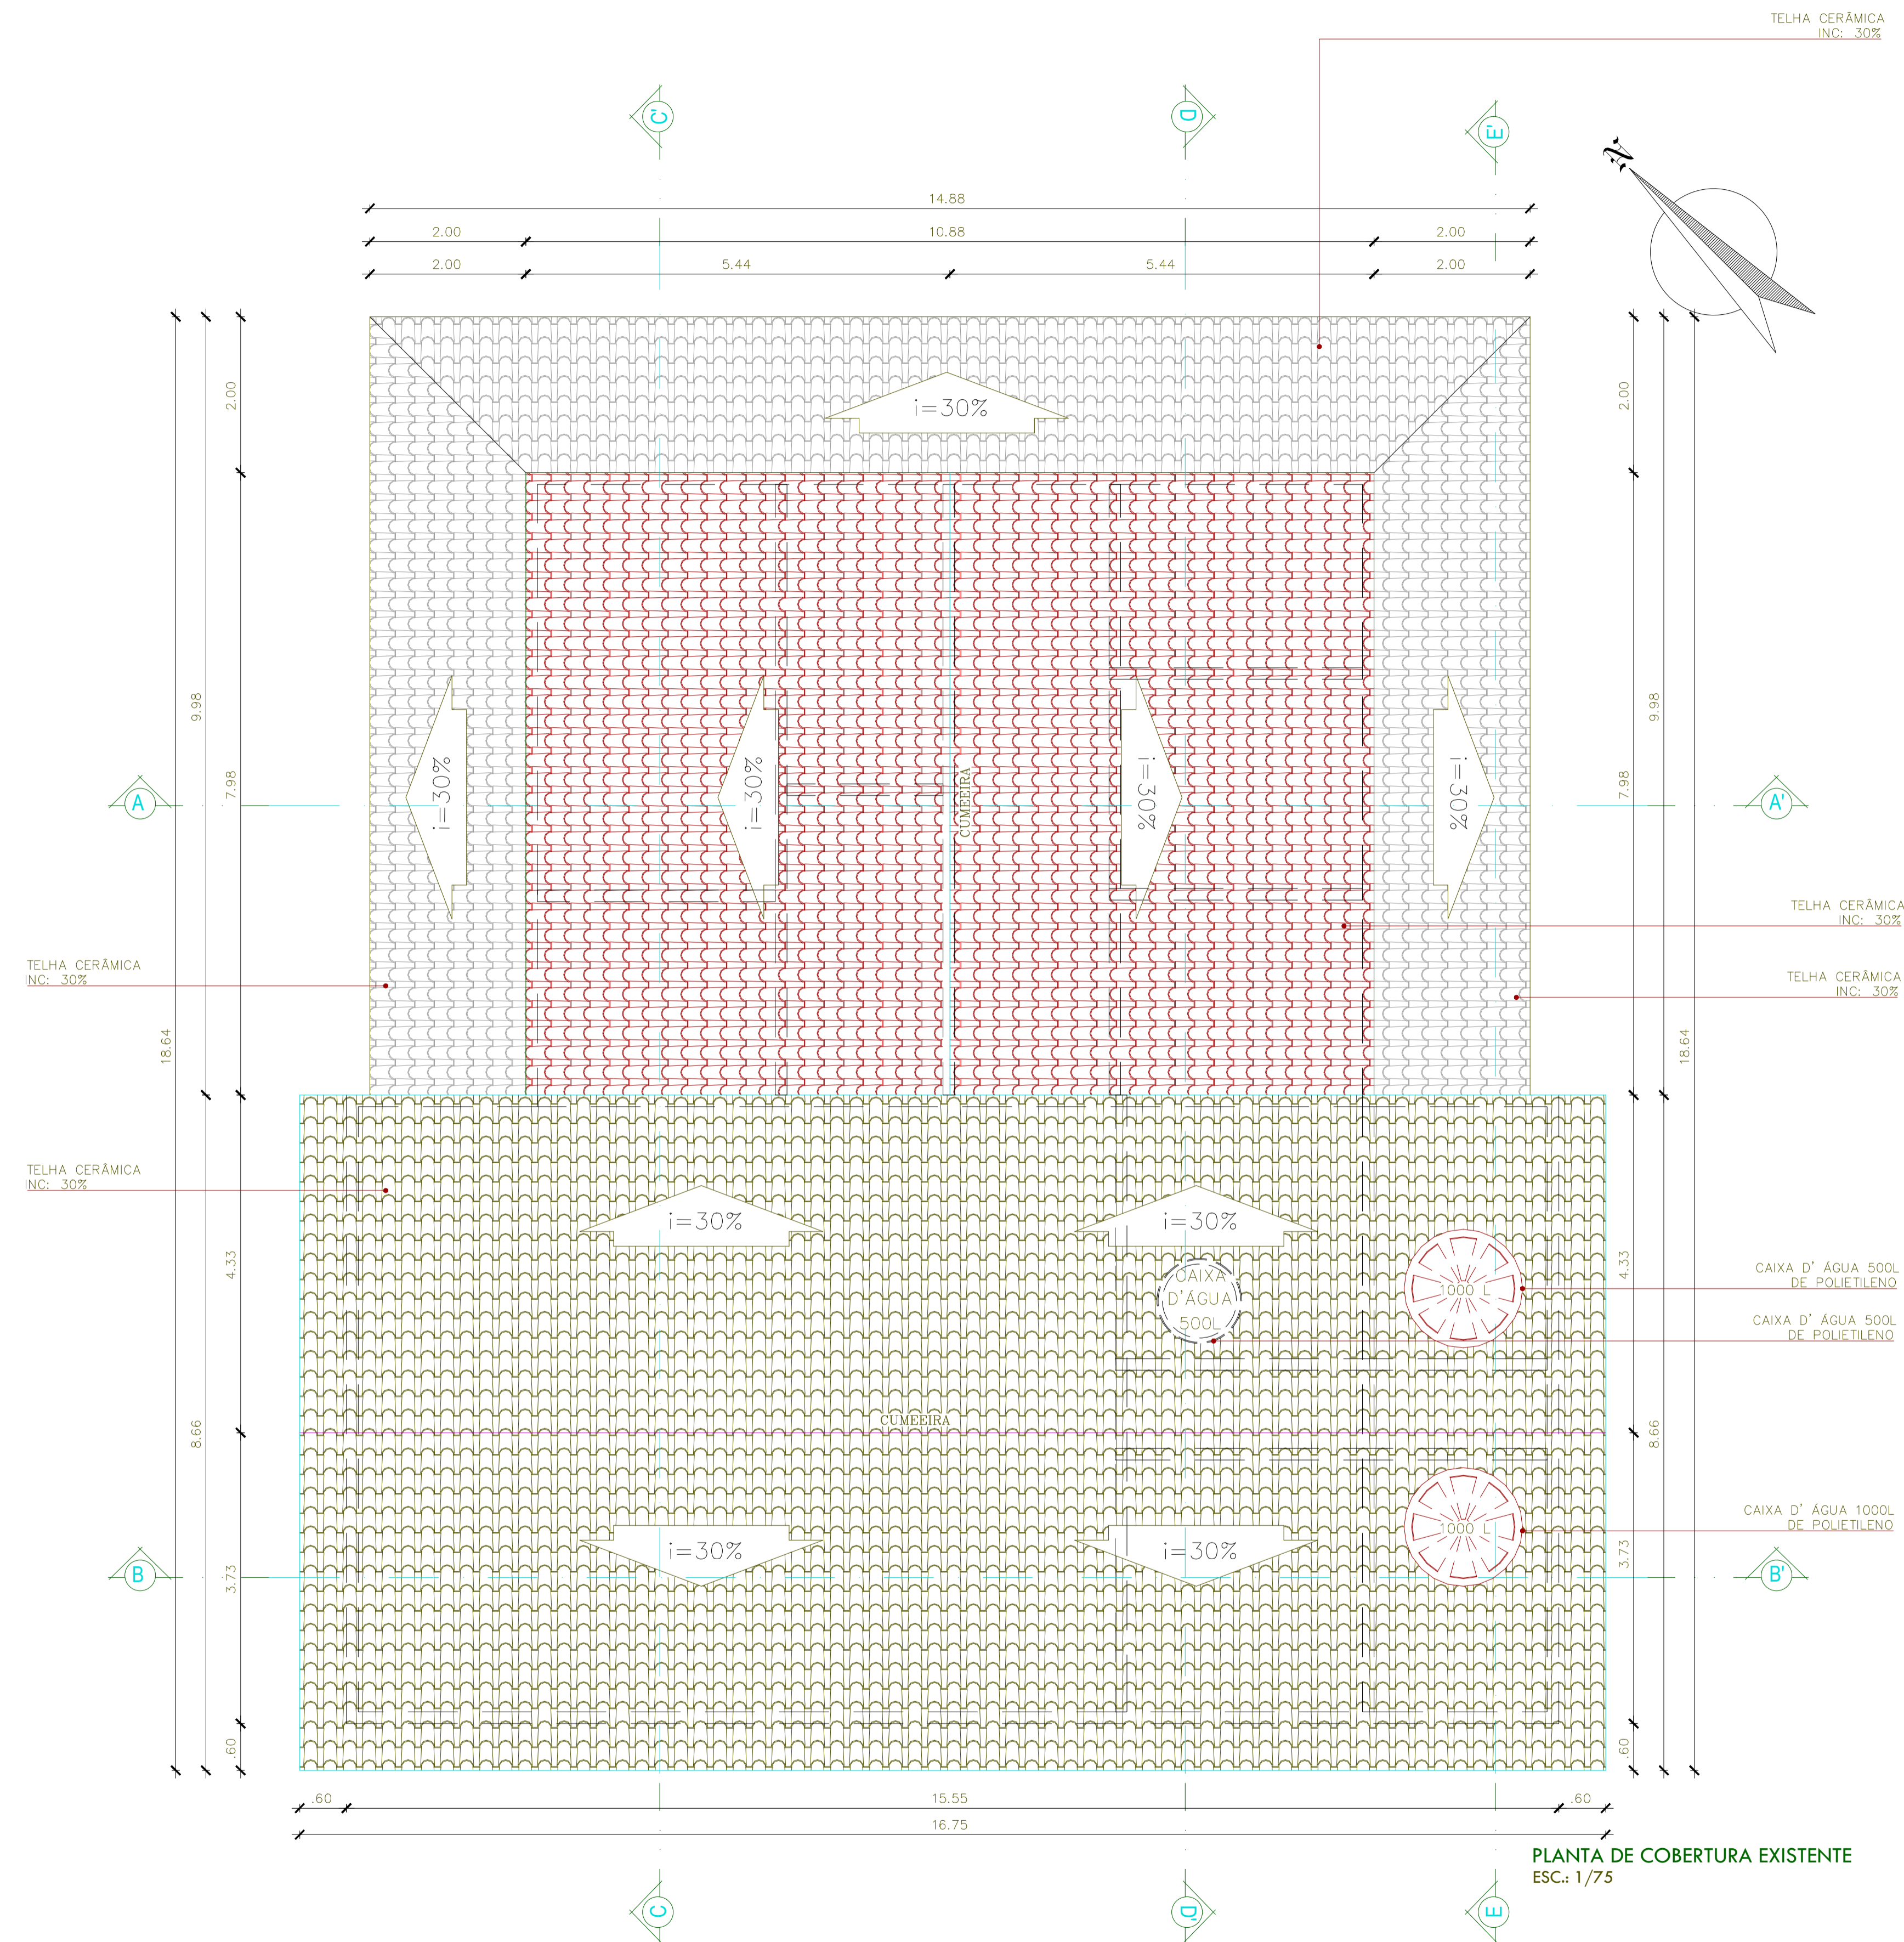 TELHA CERÂMICA
INC: 30%
C'
D
E'
N
14.88
2.00
10.88
2.00
2.00
5.44
5.44
2.00
2.00
2.00
i=30%
9.98
7.98
18.64
i=30%
i=30%
CUMEEIRA
i=30%
i=30%
7.98
9.98
18.64
A
A'
TELHA CERÂMICA
INC: 30%
TELHA CERÂMICA
INC: 30%
TELHA CERÂMICA
INC: 30%
TELHA CERÂMICA
INC: 30%
i=30%
i=30%
4.33
4.33
CAIXA
D'ÁGUA
500L
1000 L
CAIXA D' ÁGUA 500L
DE POLIETILENO
CAIXA D' ÁGUA 500L
DE POLIETILENO
CUMEEIRA
8.66
8.66
1000 L
CAIXA D' ÁGUA 1000L
DE POLIETILENO
i=30%
i=30%
3.73
3.73
B
B'
.60
.60
.60
15.55
.60
16.75
PLANTA DE COBERTURA EXISTENTE
ESC.: 1/75
C
D'
E